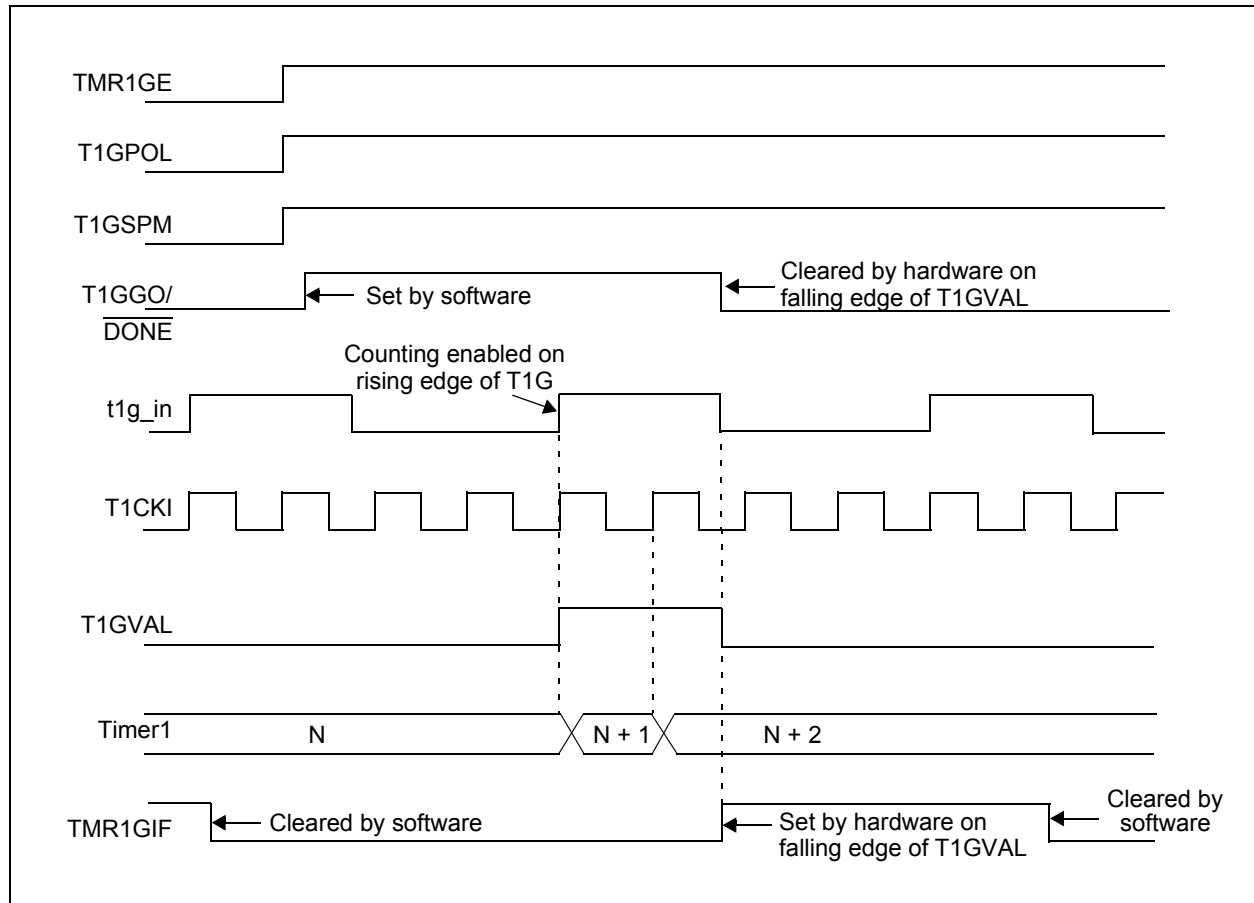 TMR1GE
T1GPOL
T1GSPM
T1GGO/
DONE
Set by software
Cleared by hardware on
falling edge of T1GVAL
Counting enabled on
rising edge of T1G
t1g_in
T1CKI
T1GVAL
Timer1
N
N + 1
N + 2
TMR1GIF
Cleared by software
Set by hardware on
falling edge of T1GVAL
Cleared by
software